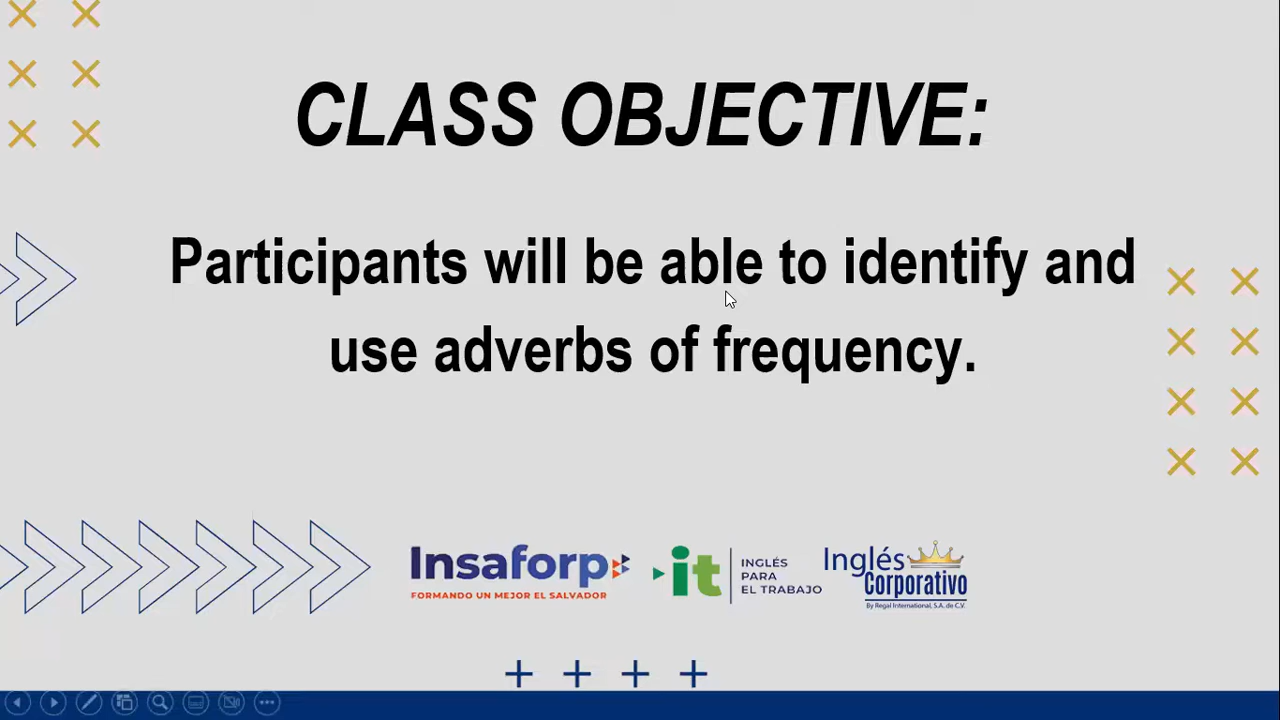 CLASS OBJECTIVE:
Participants will be able to identify and
use adverbs of frequency.
Insaforp
FORMANDO UN MEJOR EL SALVADOR
it
INGLÉS
PARA
EL TRABAJO
Inglés
Corporativo
By Regal International, S.A. de C.V.